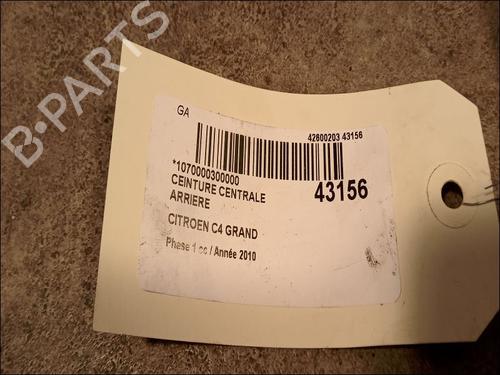 B-PARTS
GA
42800203 43156
*1070000300000
CEINTURE CENTRALE
ARRIERE
43156
CITROEN C4 GRAND
Phase 1 cc / Année 2010